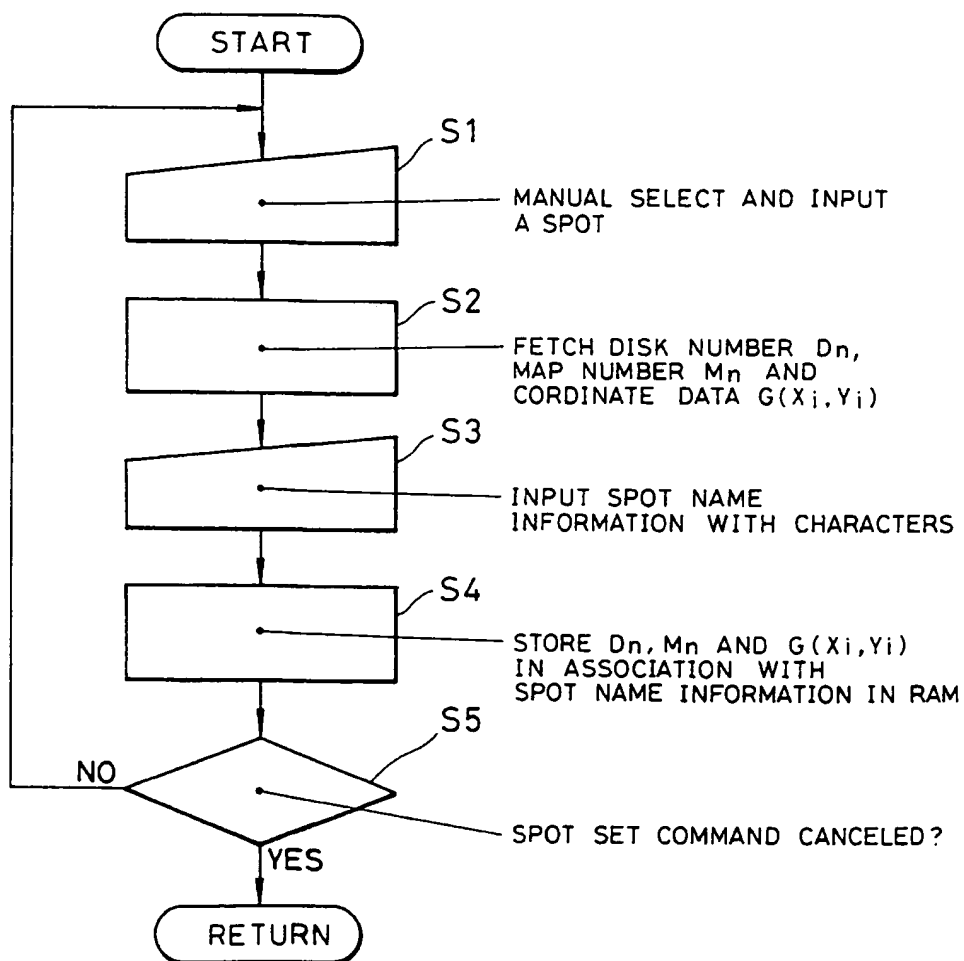 START
S1
MANUAL SELECT AND INPUT
A SPOT
S2
FETCH DISK NUMBER Dn,
MAP NUMBER Mn AND
CORDINATE DATA G(Xi,Yi)
S3
INPUT SPOT NAME
INFORMATION WITH CHARACTERS
S4
STORE Dn,Mn AND G(Xi,Yi)
IN ASSOCIATION WITH
SPOT NAME INFORMATION IN RAM
S5
NO
SPOT SET COMMAND CANCELED?
YES
RETURN